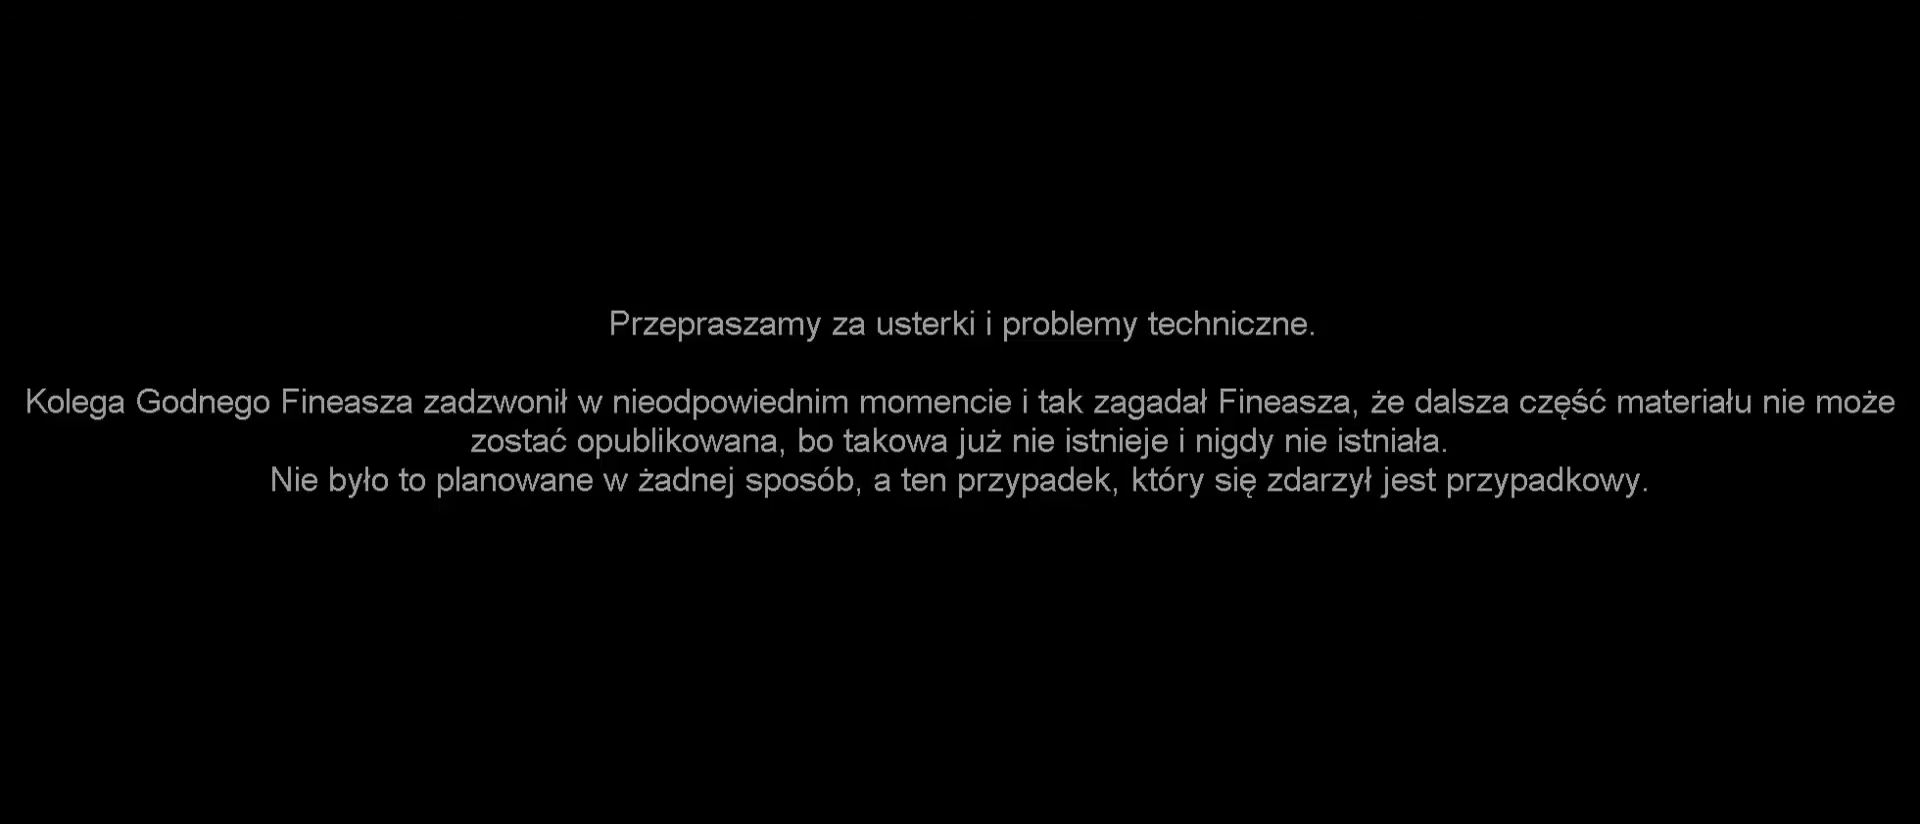 Przepraszamy za usterki i problemy techniczne.
Kolega Godnego Fineasza zadzwonił w nieodpowiednim momencie i tak zagadał Fineasza, że dalsza część materiału nie może
zostać opublikowana, bo takowa już nie istnieje i nigdy nie istniała.
Nie było to planowane w żadnej sposób, a ten przypadek, który się zdarzył jest przypadkowy.